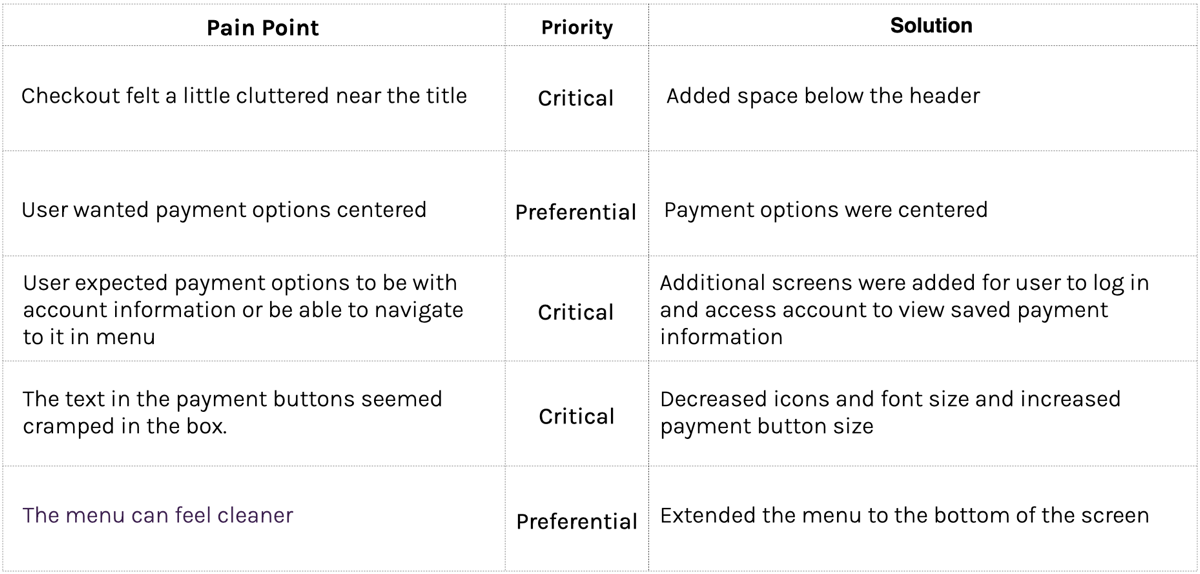 Pain Point Priority Solution
Checkout felt a little cluttered near the title
Critical
Added space below the header
User wanted payment options centered
Preferential
Payment options were centered
User expected payment options to be with
account information or be able to navigate
to it in menu
Critical
Additional screens were added for user to log in
and access account to view saved payment
information
The text in the payment buttons seemed
cramped in the box.
Critical
Decreased icons and font size and increased
payment button size
The menu can feel cleaner
Preferential
Extended the menu to the bottom of the screen